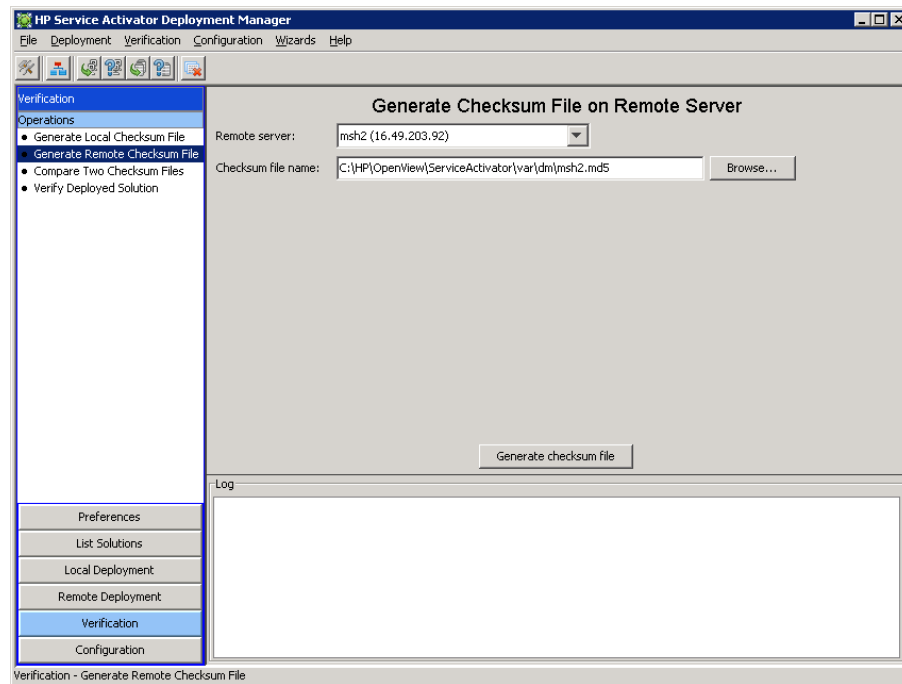 HP Service Activator Deployment Manager
File Deployment Verification Configuration Wizards Help
Verification
Operations
Generate Local Checksum File
Generate Remote Checksum File
Compare Two Checksum Files
Verify Deployed Solution
Generate Checksum File on Remote Server
Remote server: msh2 (16.49.203.92)
Checksum file name: C:\HP\OpenView\ServiceActivator\var\dm\msh2.md5 Browse...
Generate checksum file
Log
Preferences
List Solutions
Local Deployment
Remote Deployment
Verification
Configuration
Verification - Generate Remote Checksum File